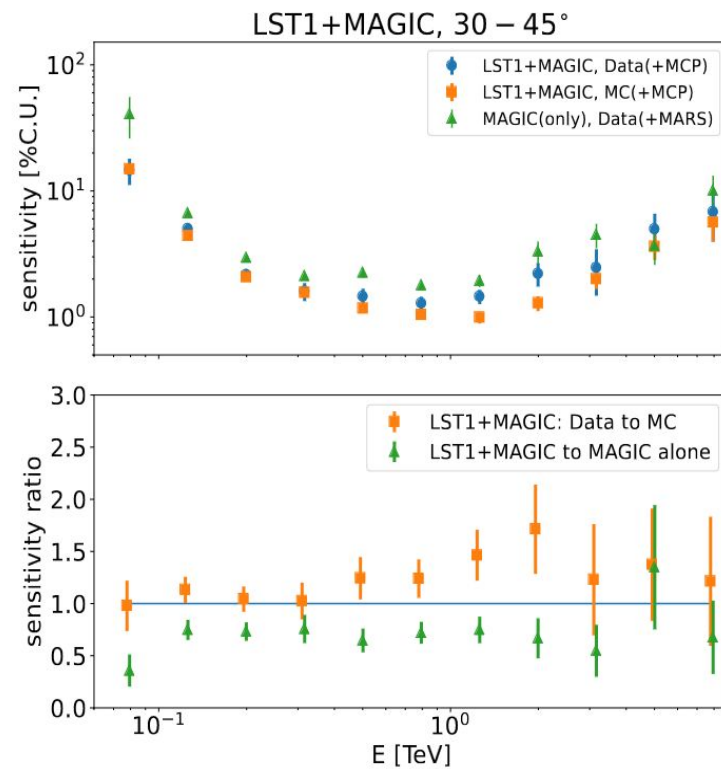 LST1+MAGIC, 30 − 45°
LST1+MAGIC, Data(+MCP)
LST1+MAGIC, MC(+MCP)
MAGIC(only), Data(+MARS)
sensitivity [%C.U.]
10²
10¹
10⁰
LST1+MAGIC: Data to MC
LST1+MAGIC to MAGIC alone
sensitivity ratio
3.0
2.5
2.0
1.5
1.0
0.5
0.0
10⁻¹ 10⁰
E [TeV]